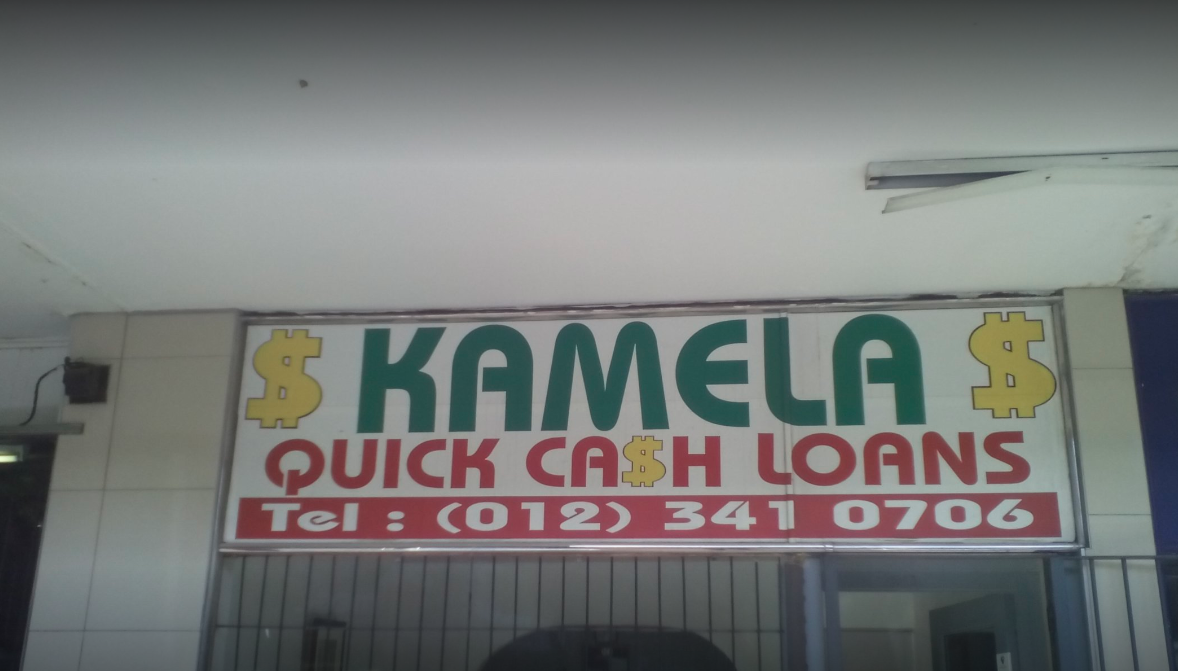 $ KAMELA $
QUICK CA$H LOANS
Tel : (012) 341 0706